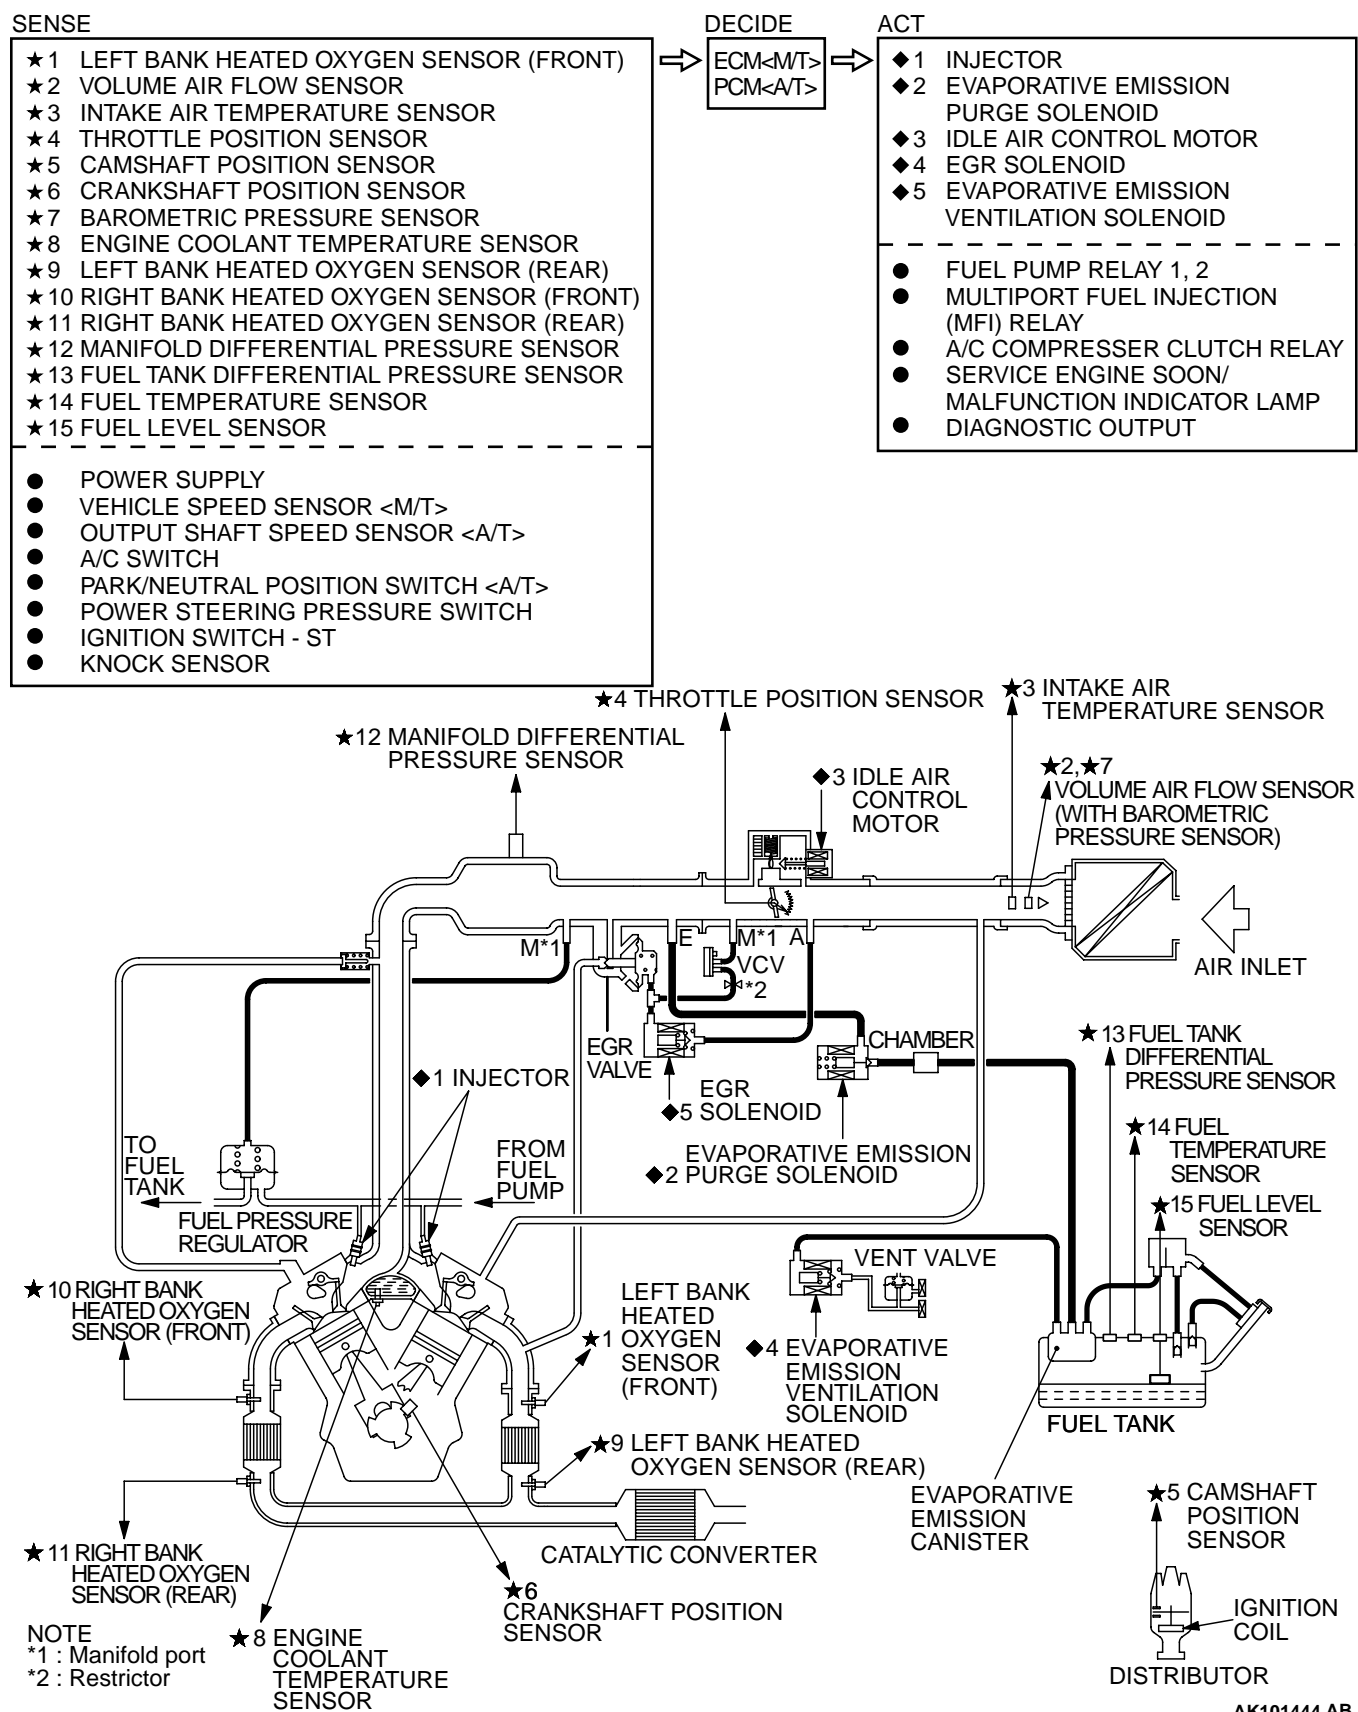 SENSE
★1 LEFT BANK HEATED OXYGEN SENSOR (FRONT)
★2 VOLUME AIR FLOW SENSOR
★3 INTAKE AIR TEMPERATURE SENSOR
★4 THROTTLE POSITION SENSOR
★5 CAMSHAFT POSITION SENSOR
★6 CRANKSHAFT POSITION SENSOR
★7 BAROMETRIC PRESSURE SENSOR
★8 ENGINE COOLANT TEMPERATURE SENSOR
★9 LEFT BANK HEATED OXYGEN SENSOR (REAR)
★10 RIGHT BANK HEATED OXYGEN SENSOR (FRONT)
★11 RIGHT BANK HEATED OXYGEN SENSOR (REAR)
★12 MANIFOLD DIFFERENTIAL PRESSURE SENSOR
★13 FUEL TANK DIFFERENTIAL PRESSURE SENSOR
★14 FUEL TEMPERATURE SENSOR
★15 FUEL LEVEL SENSOR
● POWER SUPPLY
● VEHICLE SPEED SENSOR <M/T>
● OUTPUT SHAFT SPEED SENSOR <A/T>
● A/C SWITCH
● PARK/NEUTRAL POSITION SWITCH <A/T>
● POWER STEERING PRESSURE SWITCH
● IGNITION SWITCH - ST
● KNOCK SENSOR
DECIDE
ECM<M/T>
PCM<A/T>
ACT
◆1 INJECTOR
◆2 EVAPORATIVE EMISSION
PURGE SOLENOID
◆3 IDLE AIR CONTROL MOTOR
◆4 EGR SOLENOID
◆5 EVAPORATIVE EMISSION
VENTILATION SOLENOID
● FUEL PUMP RELAY 1, 2
● MULTIPORT FUEL INJECTION
(MFI) RELAY
● A/C COMPRESSER CLUTCH RELAY
● SERVICE ENGINE SOON/
MALFUNCTION INDICATOR LAMP
● DIAGNOSTIC OUTPUT
★4 THROTTLE POSITION SENSOR
★3 INTAKE AIR
TEMPERATURE SENSOR
★12 MANIFOLD DIFFERENTIAL
PRESSURE SENSOR
◆3 IDLE AIR
CONTROL
MOTOR
★2,★7
VOLUME AIR FLOW SENSOR
(WITH BAROMETRIC
PRESSURE SENSOR)
M*1
E
M*1
A
VCV
*2
AIR INLET
EGR
VALVE
CHAMBER
◆1 INJECTOR
EGR
◆5 SOLENOID
★13 FUEL TANK
DIFFERENTIAL
PRESSURE SENSOR
TO
FUEL
TANK
FROM
FUEL
PUMP
EVAPORATIVE EMISSION
◆2 PURGE SOLENOID
★14 FUEL
TEMPERATURE
SENSOR
FUEL PRESSURE
REGULATOR
★15 FUEL LEVEL
SENSOR
VENT VALVE
★10 RIGHT BANK
HEATED OXYGEN
SENSOR (FRONT)
LEFT BANK
HEATED
★1 OXYGEN
SENSOR
(FRONT)
◆4 EVAPORATIVE
EMISSION
VENTILATION
SOLENOID
FUEL TANK
★9 LEFT BANK HEATED
OXYGEN SENSOR (REAR)
EVAPORATIVE
EMISSION
CANISTER
★5 CAMSHAFT
POSITION
SENSOR
★11 RIGHT BANK
HEATED OXYGEN
SENSOR (REAR)
CATALYTIC CONVERTER
★6
CRANKSHAFT POSITION
SENSOR
IGNITION
COIL
DISTRIBUTOR
NOTE
*1 : Manifold port
*2 : Restrictor
★8 ENGINE
COOLANT
TEMPERATURE
SENSOR
AK101444 AB